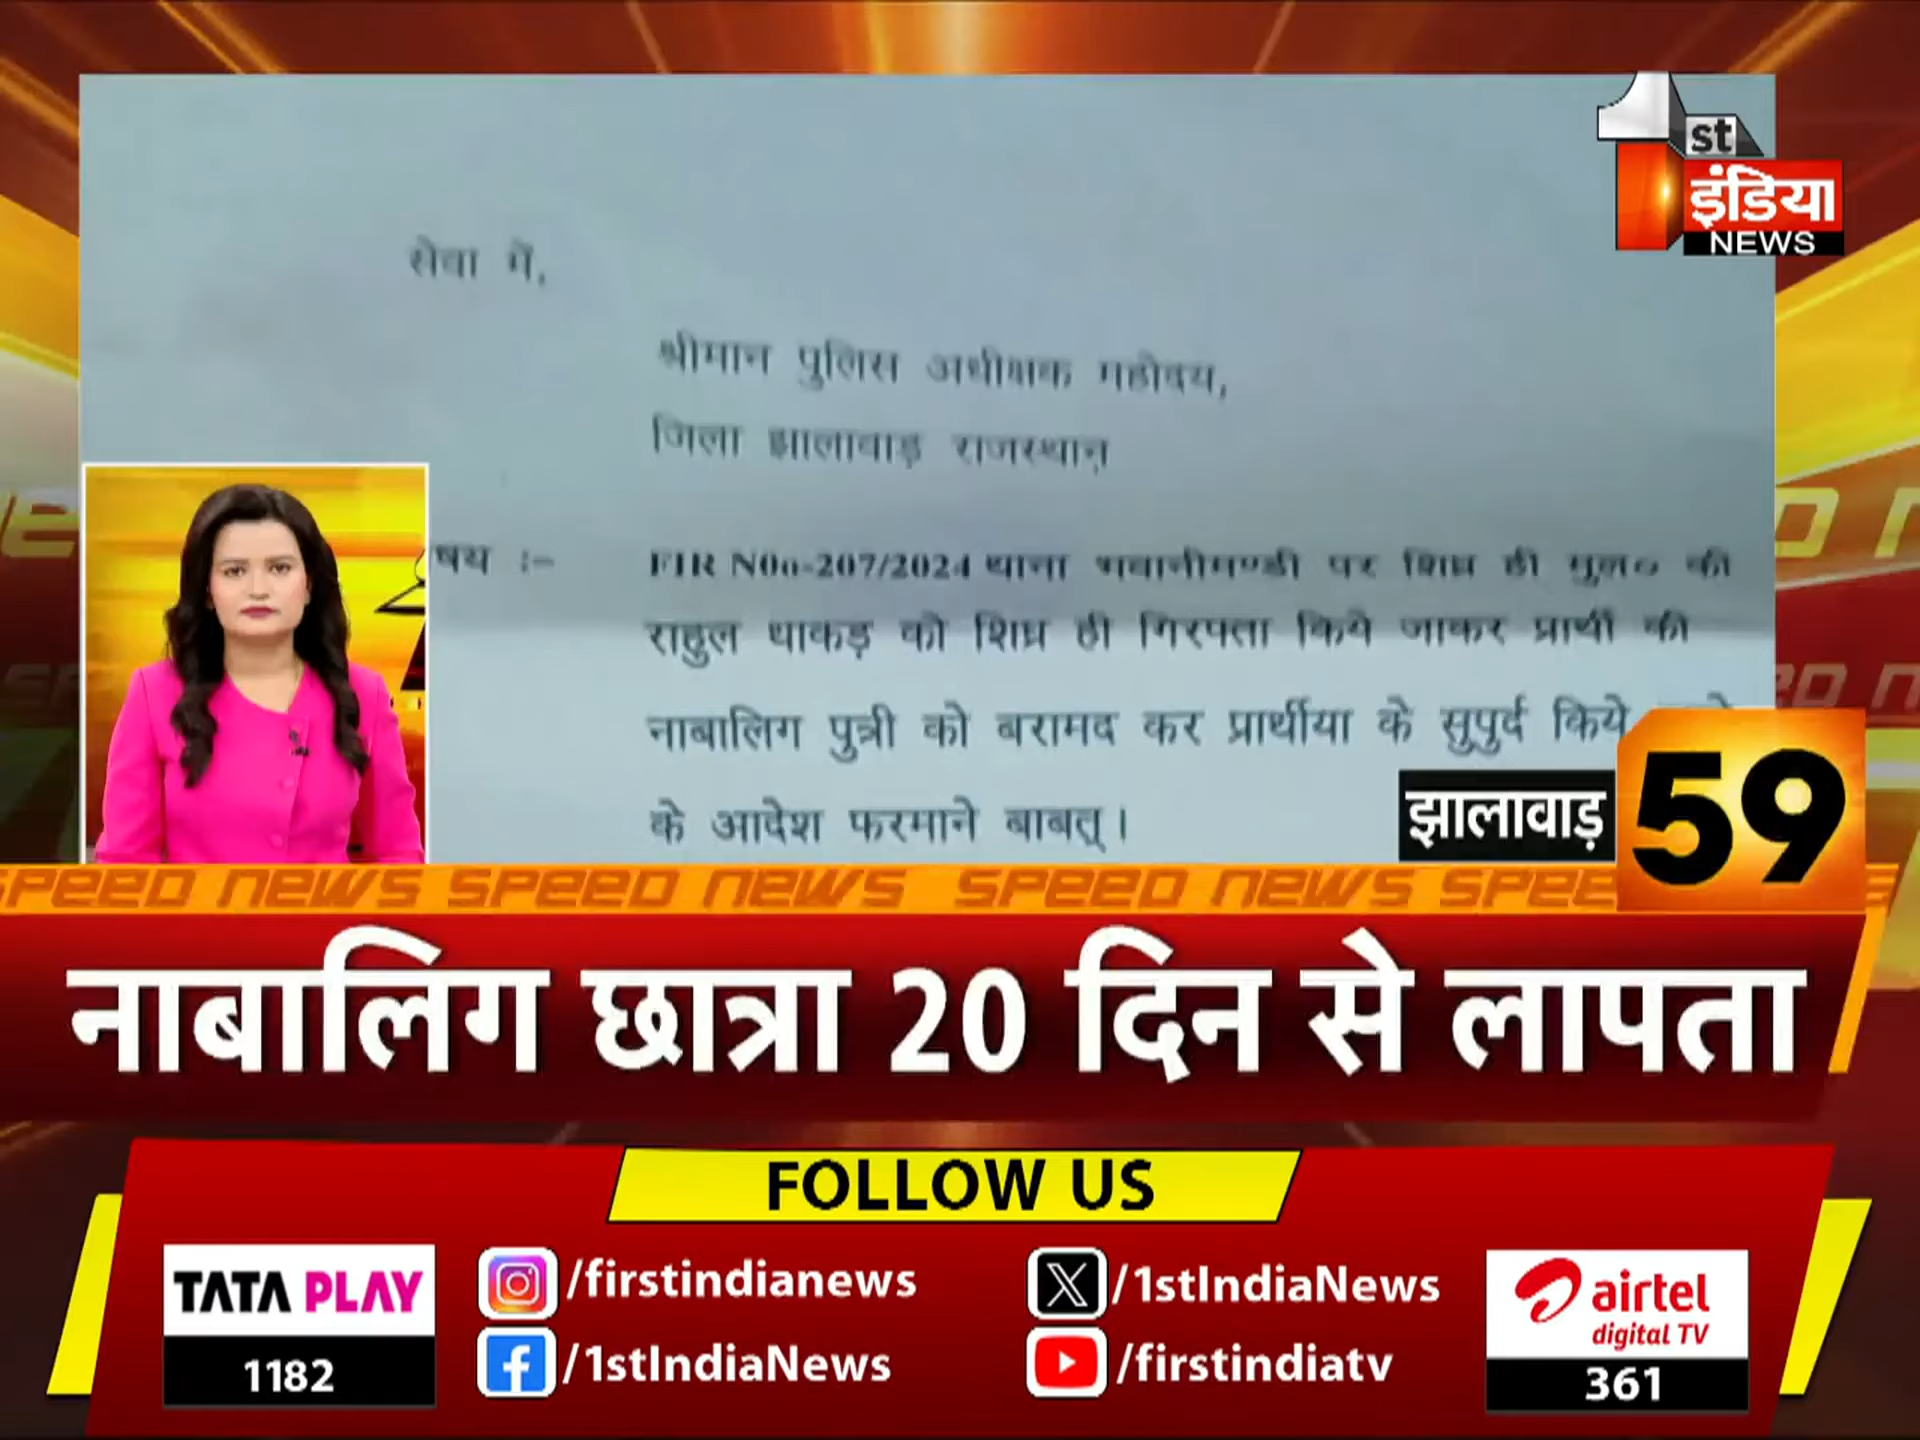 1st
इंडिया
NEWS
सेवा में,
श्रीमान पुलिस अधीक्षक महोदय,
जिला झालावाड़ राजस्थान
षय :- FIR N0o-207/2024 थाना भवानीमण्डी पर शिघ्र ही मुल० की
राहुल धाकड़ को शिघ्र ही गिरफ्ता किये जाकर प्रार्थी की
नाबालिग पुत्री को बरामद कर प्रार्थीया के सुपुर्द किये
के आदेश फरमाने बाबत् ।
झालावाड़
59
SPEED NEWS SPEED NEWS SPEED NEWS SPEE
नाबालिग छात्रा 20 दिन से लापता
FOLLOW US
TATA PLAY
1182
/firstindianews
/1stIndiaNews
/1stIndiaNews
/firstindiatv
airtel
digital TV
361